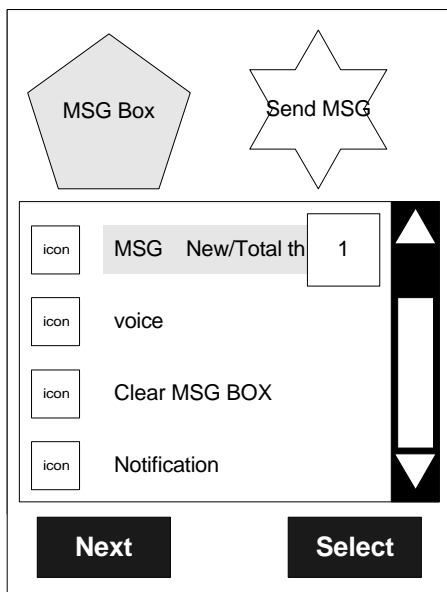 MSG Box
Send MSG
icon MSG New/Total th 1
icon voice
icon Clear MSG BOX
icon Notification
Next Select